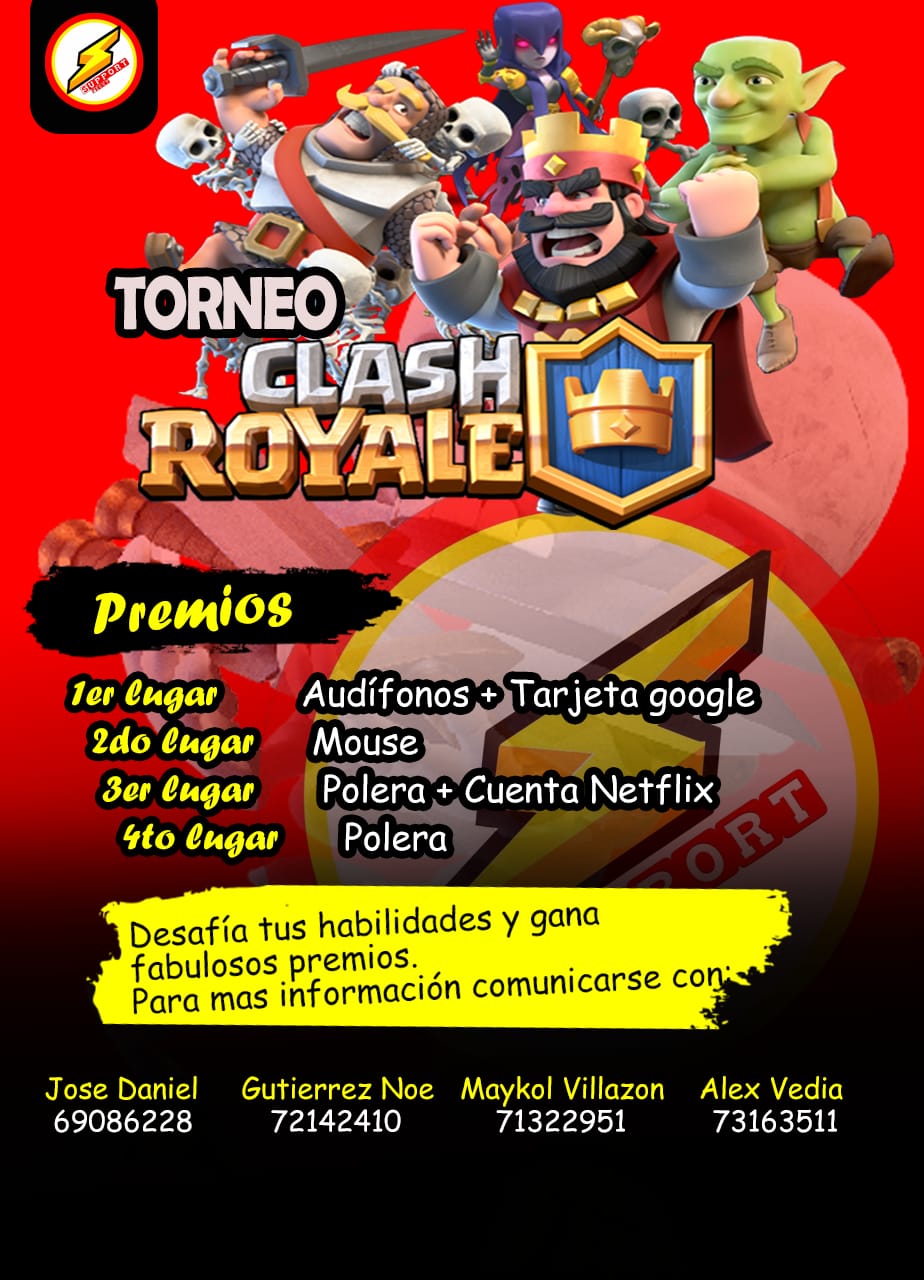 SUPPORT
TORNEO
CLASH
ROYALE
Premios
1er lugar Audífonos + Tarjeta google
2do lugar Mouse
3er lugar Polera + Cuenta Netflix
4to lugar Polera
PORT
Desafía tus habilidades y gana
fabulosos premios.
Para mas información comunicarse con:
Jose Daniel Gutierrez Noe Maykol Villazon Alex Vedia
69086228 72142410 71322951 73163511